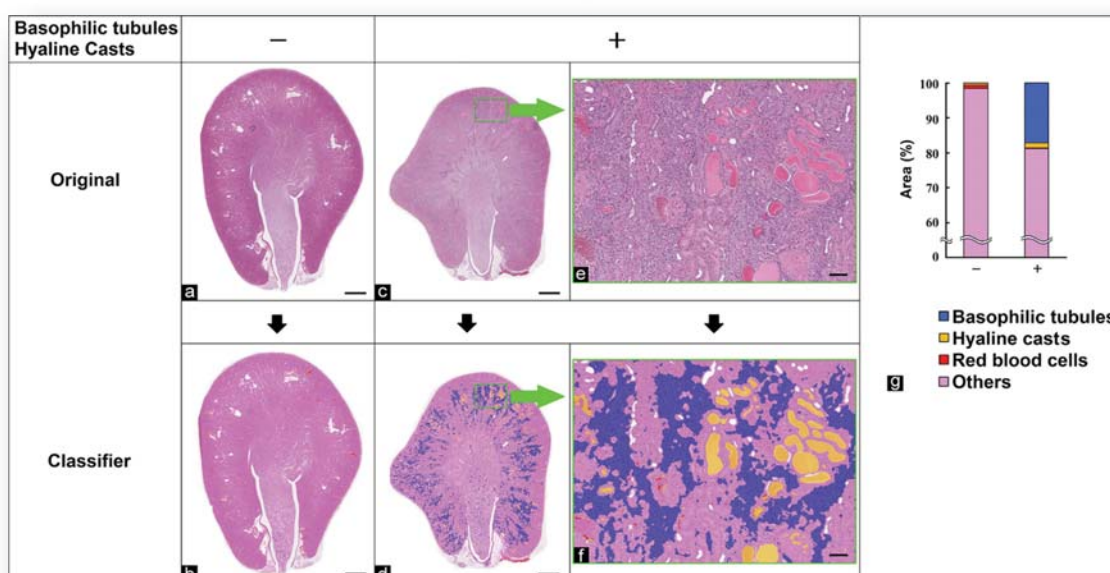 Basophilic tubules
Hyaline Casts
−
+
Original
a
c
e
Classifier
b
d
f
Area (%)
100
90
80
70
60
0
−
+
Basophilic tubules
Hyaline casts
Red blood cells
Others
g